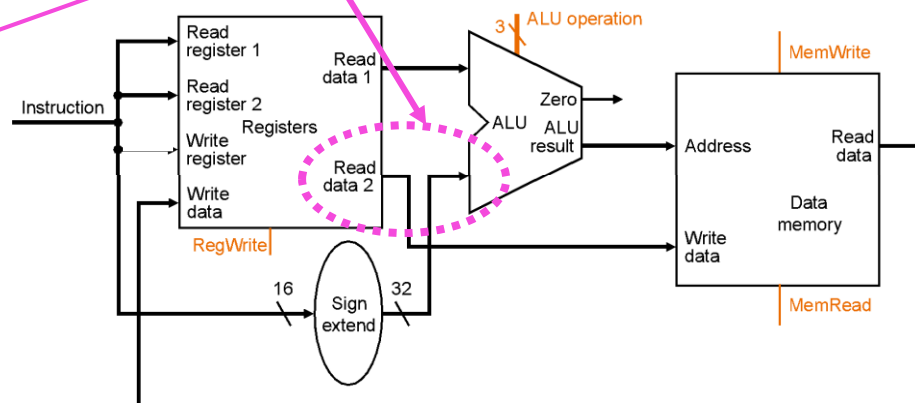 Instruction
Read
register 1
Read
register 2
Write
register
Write
data
Registers
Read
data 1
Read
data 2
RegWrite
16
Sign
extend
32
3
ALU operation
Zero
ALU
ALU
result
MemWrite
Address
Read
data
Data
memory
Write
data
MemRead